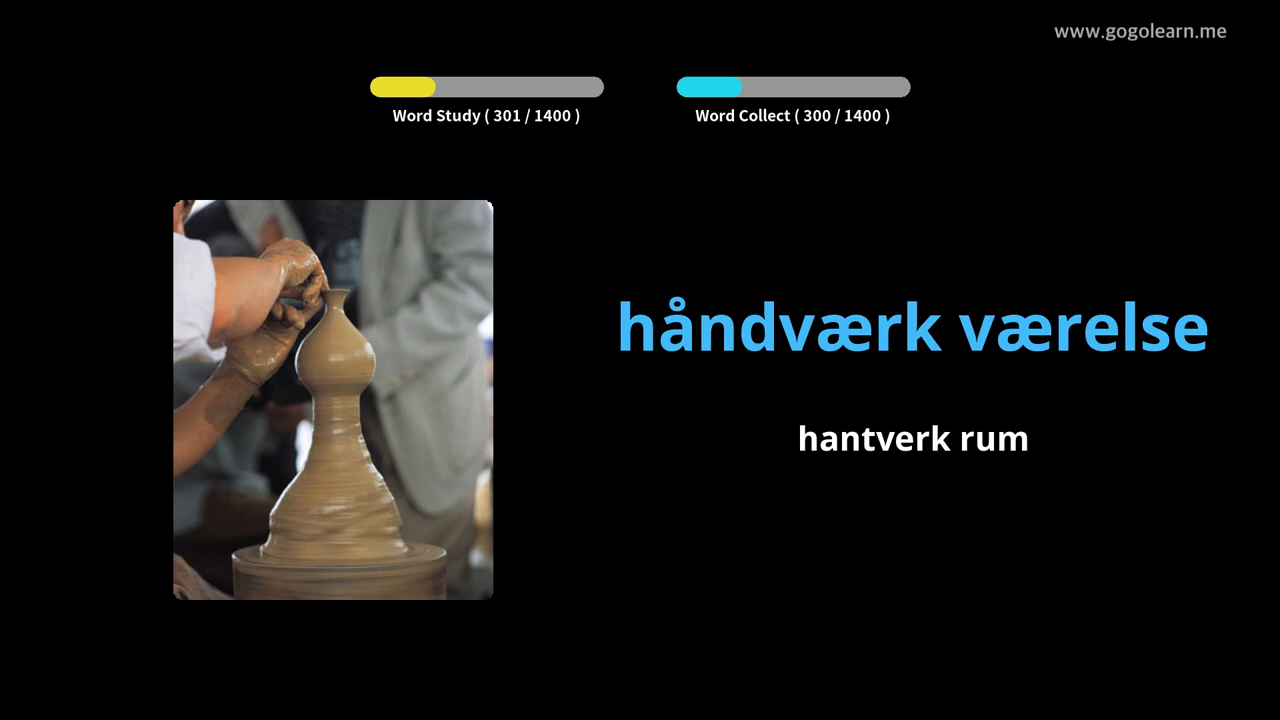 www.gogolearn.me
Word Study ( 301 / 1400 )
Word Collect ( 300 / 1400 )
håndværk værelse
hantverk rum